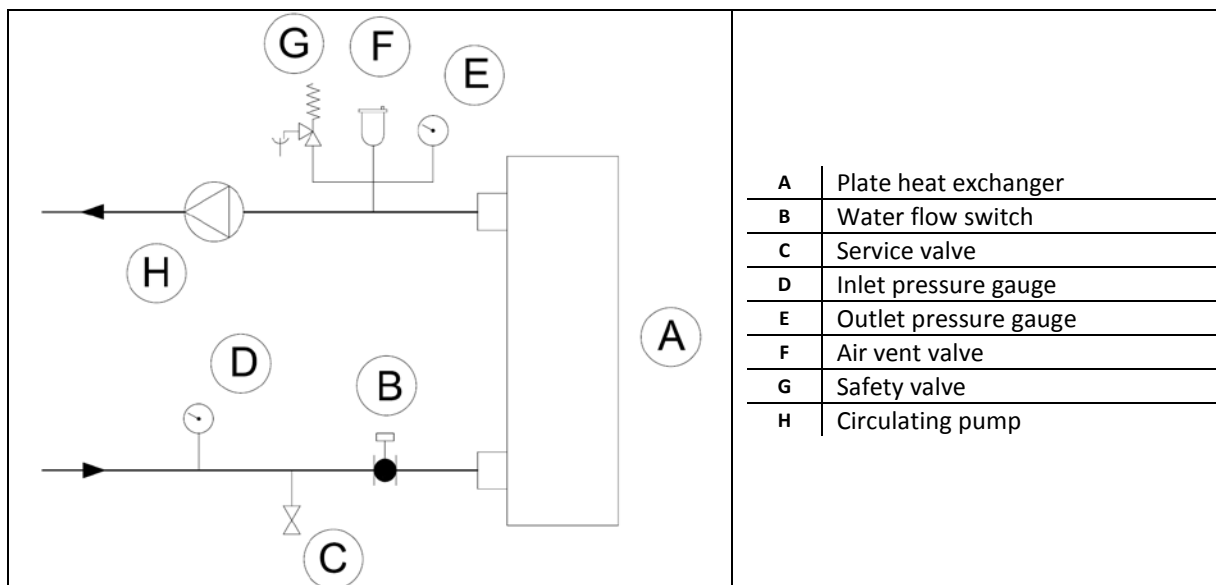 G
F
E
H
A
D
B
C
A Plate heat exchanger
B Water flow switch
C Service valve
D Inlet pressure gauge
E Outlet pressure gauge
F Air vent valve
G Safety valve
H Circulating pump